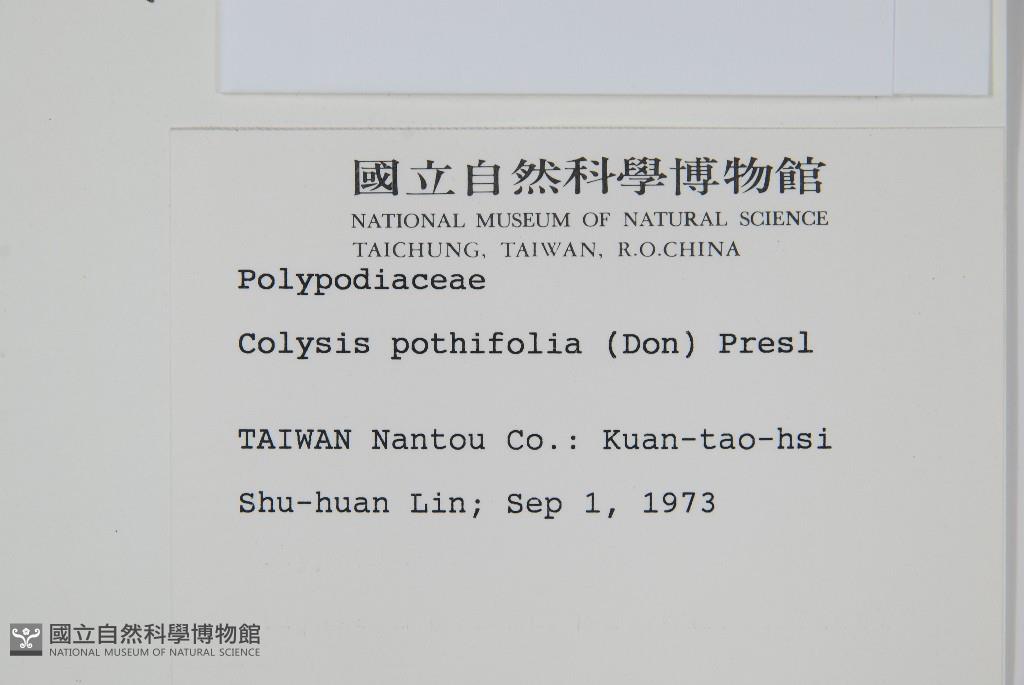 國立自然科學博物館
NATIONAL MUSEUM OF NATURAL SCIENCE
TAICHUNG, TAIWAN, R.O.CHINA
Polypodiaceae
Colysis pothifolia (Don) Presl
TAIWAN Nantou Co.: Kuan-tao-hsi
Shu-huan Lin; Sep 1, 1973
國立自然科學博物館
NATIONAL MUSEUM OF NATURAL SCIENCE